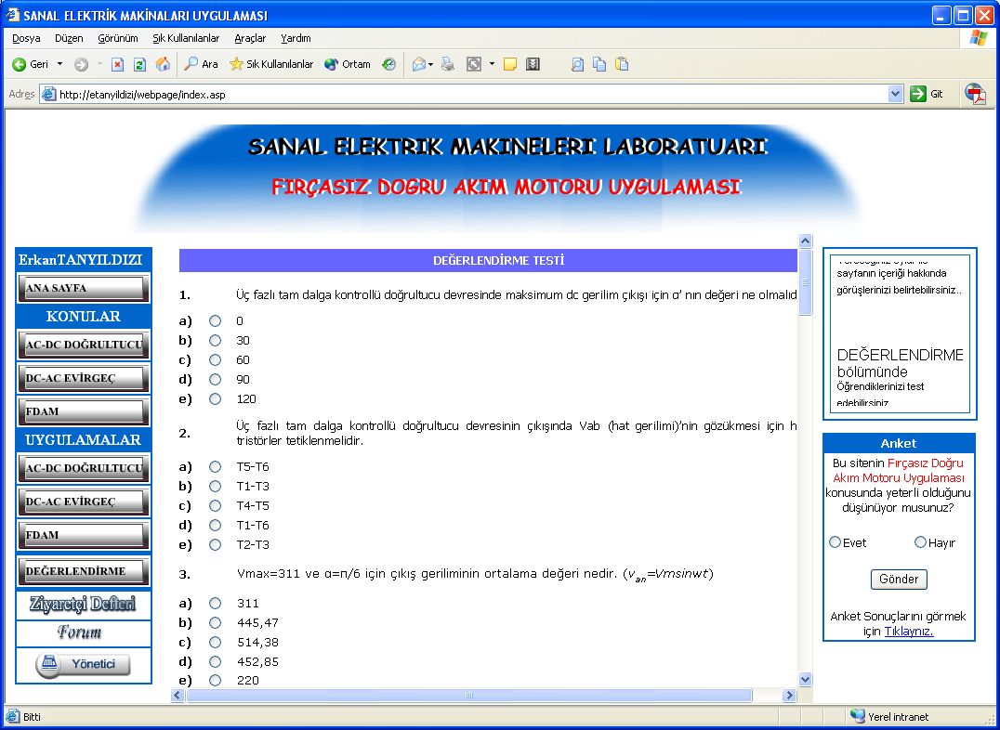 SANAL ELEKTRİK MAKİNALARI UYGULAMASI
Dosya Düzen Görünüm Sık Kullanılanlar Araçlar Yardım
Geri Ara Sık Kullanılanlar Ortam
Adres http://etanyildizi/webpage/index.asp Git
SANAL ELEKTRIK MAKINELERI LABORATUARI
FIRÇASIZ DOGRU AKIM MOTORU UYGULAMASI
ErkanTANYILDIZI
ANA SAYFA
KONULAR
AC-DC DOĞRULTUCU
DC-AC EVİRGEÇ
FDAM
UYGULAMALAR
AC-DC DOĞRULTUCU
DC-AC EVİRGEÇ
FDAM
DEĞERLENDİRME
Ziyaretçi Defteri
Forum
Yönetici
DEĞERLENDİRME TESTİ
1. Üç fazlı tam dalga kontrollü doğrultucu devresinde maksimum dc gerilim çıkışı için α' nın değeri ne olmalıd
a) 0
b) 30
c) 60
d) 90
e) 120
2. Üç fazlı tam dalga kontrollü doğrultucu devresinin çıkışında Vab (hat gerilimi)'nin gözükmesi için h
tristörler tetiklenmelidir.
a) T5-T6
b) T1-T3
c) T4-T5
d) T1-T6
e) T2-T3
3. Vmax=311 ve α=π/6 için çıkış geriliminin ortalama değeri nedir. (van=Vmsinwt)
a) 311
b) 445,47
c) 514,38
d) 452,85
e) 220
sayfanın içeriği hakkında
görüşlerinizi belirtebilirsiniz..
DEĞERLENDİRME
bölümünde
Öğrendiklerinizi test
edebilirsiniz
Anket
Bu sitenin Fırçasız Doğru
Akım Motoru Uygulaması
konusunda yeterli olduğunu
düşünüyor musunuz?
Evet Hayır
Gönder
Anket Sonuçlarını görmek
için Tıklayınız.
Bitti
Yerel intranet